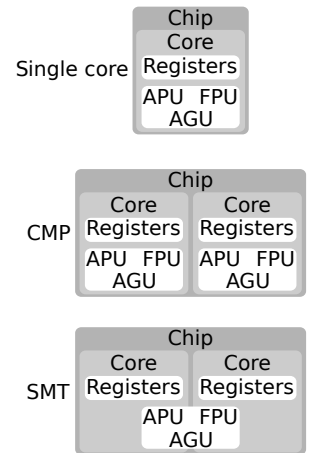 Chip
Core
Single core Registers
APU FPU
AGU
Chip
Core Core
CMP Registers Registers
APU FPU APU FPU
AGU AGU
Chip
Core Core
SMT Registers Registers
APU FPU
AGU